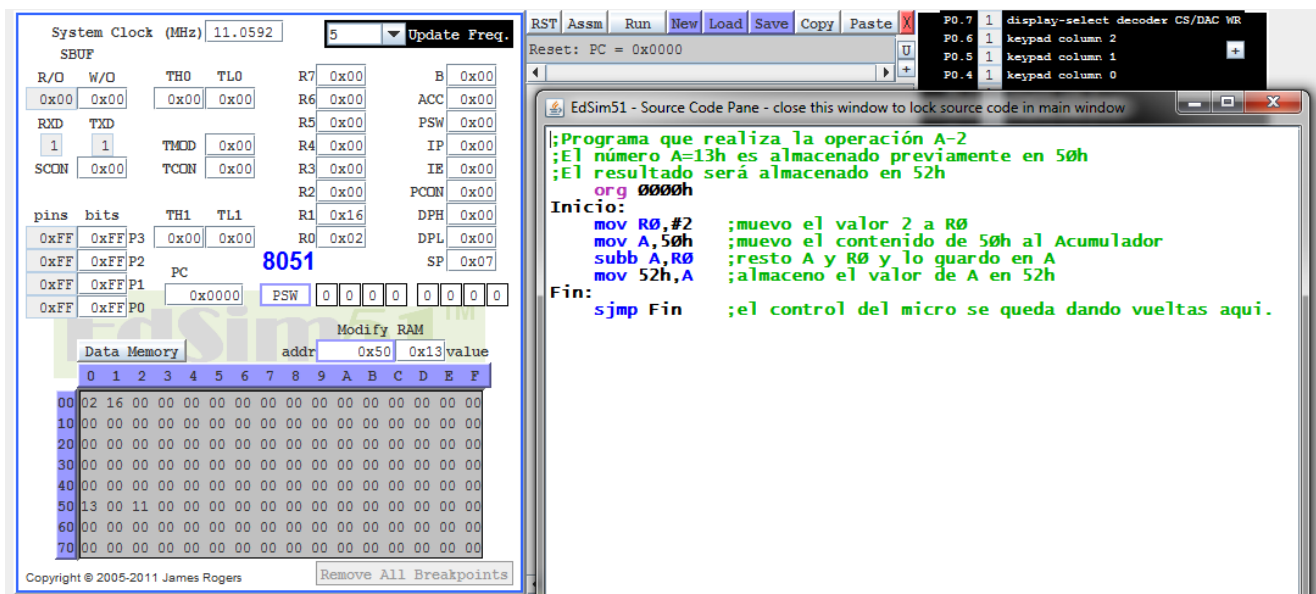 System Clock (MHz) 11.0592 5 Update Freq.
SBUF
R/O W/O TH0 TL0 R7 0x00 B 0x00
0x00 0x00 0x00 0x00 R6 0x00 ACC 0x00
RXD TXD R5 0x00 PSW 0x00
1 1 TMOD 0x00 R4 0x00 IP 0x00
SCON 0x00 TCON 0x00 R3 0x00 IE 0x00
R2 0x00 PCON 0x00
pins bits TH1 TL1 R1 0x16 DPH 0x00
0xFF 0xFF P3 0x00 0x00 R0 0x02 DPL 0x00
0xFF 0xFF P2 8051 SP 0x07
0xFF 0xFF P1 PC
0x0000 PSW 0 0 0 0 0 0 0 0
0xFF 0xFF P0
EdSim51 TM
Modify RAM
Data Memory addr 0x50 0x13 value
0 1 2 3 4 5 6 7 8 9 A B C D E F
00 02 16 00 00 00 00 00 00 00 00 00 00 00 00 00 00
10 00 00 00 00 00 00 00 00 00 00 00 00 00 00 00 00
20 00 00 00 00 00 00 00 00 00 00 00 00 00 00 00 00
30 00 00 00 00 00 00 00 00 00 00 00 00 00 00 00 00
40 00 00 00 00 00 00 00 00 00 00 00 00 00 00 00 00
50 13 00 11 00 00 00 00 00 00 00 00 00 00 00 00 00
60 00 00 00 00 00 00 00 00 00 00 00 00 00 00 00 00
70 00 00 00 00 00 00 00 00 00 00 00 00 00 00 00 00
Copyright © 2005-2011 James Rogers Remove All Breakpoints
RST Assm Run New Load Save Copy Paste X
Reset: PC = 0x0000 U
+
P0.7 1 display-select decoder CS/DAC WR
P0.6 1 keypad column 2
P0.5 1 keypad column 1 +
P0.4 1 keypad column 0
EdSim51 - Source Code Pane - close this window to lock source code in main window
;Programa que realiza la operación A-2
;El número A=13h es almacenado previamente en 50h
;El resultado será almacenado en 52h
org 0000h
Inicio:
mov R0,#2 ;muevo el valor 2 a R0
mov A,50h ;muevo el contenido de 50h al Acumulador
subb A,R0 ;resto A y R0 y lo guardo en A
mov 52h,A ;almaceno el valor de A en 52h
Fin:
sjmp Fin ;el control del micro se queda dando vueltas aqui.